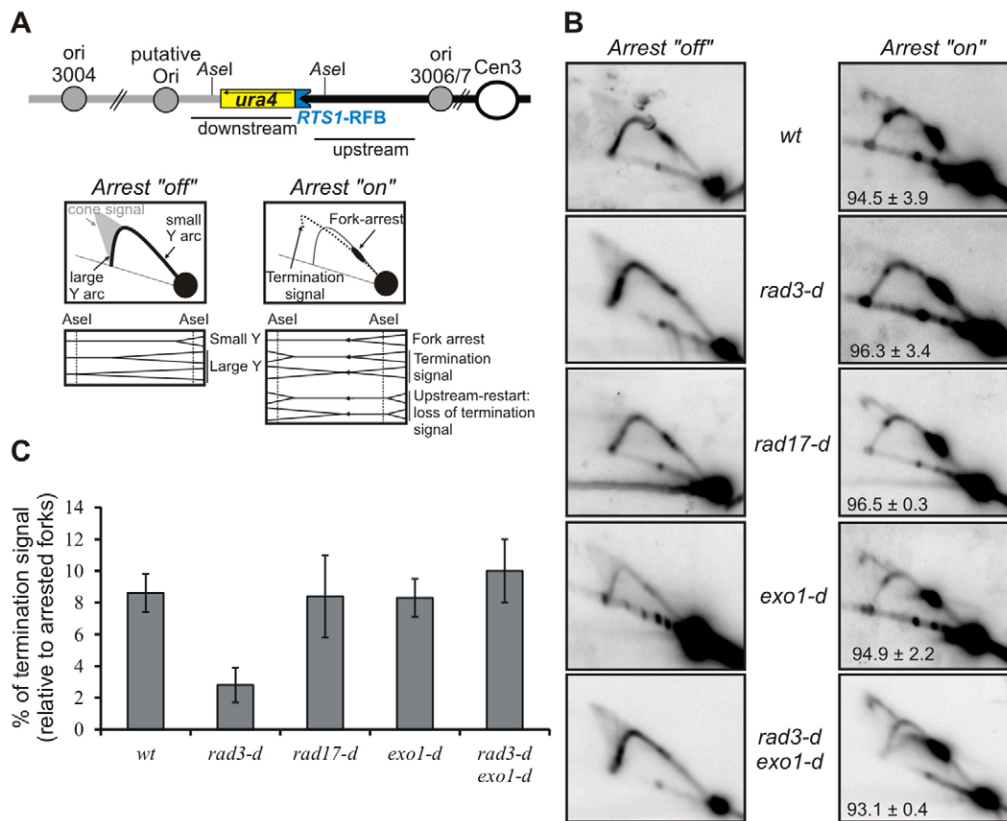 A
ori
3004
putative
Ori
AseI
AseI
ori
3006/7
Cen3
ura4
RTS1-RFB
downstream
upstream
Arrest "off"
Arrest "on"
cone signal
small
Y arc
large
Y arc
Fork-arrest
Termination
signal
AseI
AseI
Small Y
Large Y
AseI
AseI
Fork arrest
Termination
signal
Upstream-restart:
loss of termination
signal
B
Arrest "off"
Arrest "on"
wt
94.5 ± 3.9
rad3-d
96.3 ± 3.4
rad17-d
96.5 ± 0.3
exo1-d
94.9 ± 2.2
rad3-d
exo1-d
93.1 ± 0.4
C
% of termination signal
(relative to arrested forks)
14
12
10
8
6
4
2
0
wt
rad3-d
rad17-d
exo1-d
rad3-d
exo1-d